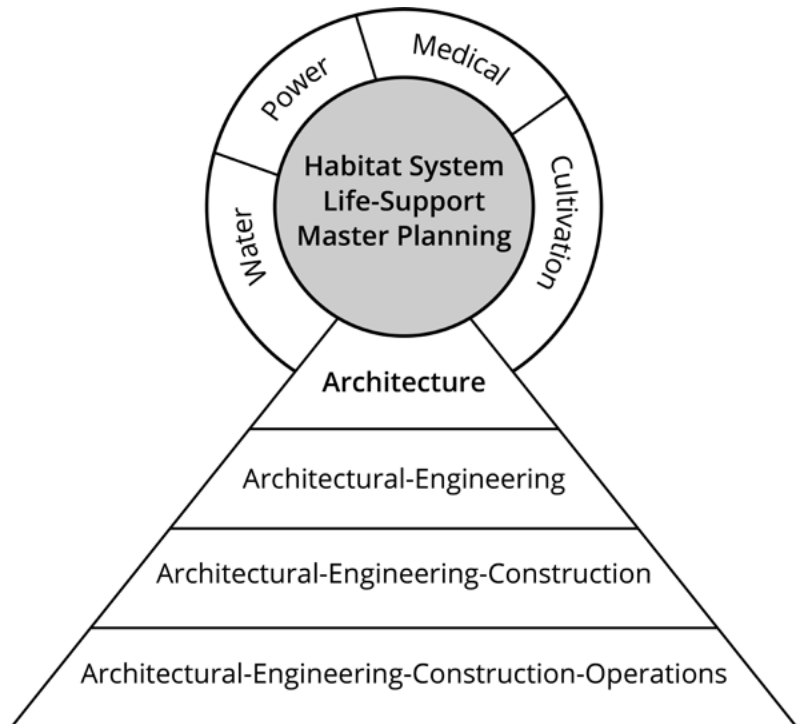 Medical
Power
Cultivation
Water
Habitat System
Life-Support
Master Planning
Architecture
Architectural-Engineering
Architectural-Engineering-Construction
Architectural-Engineering-Construction-Operations